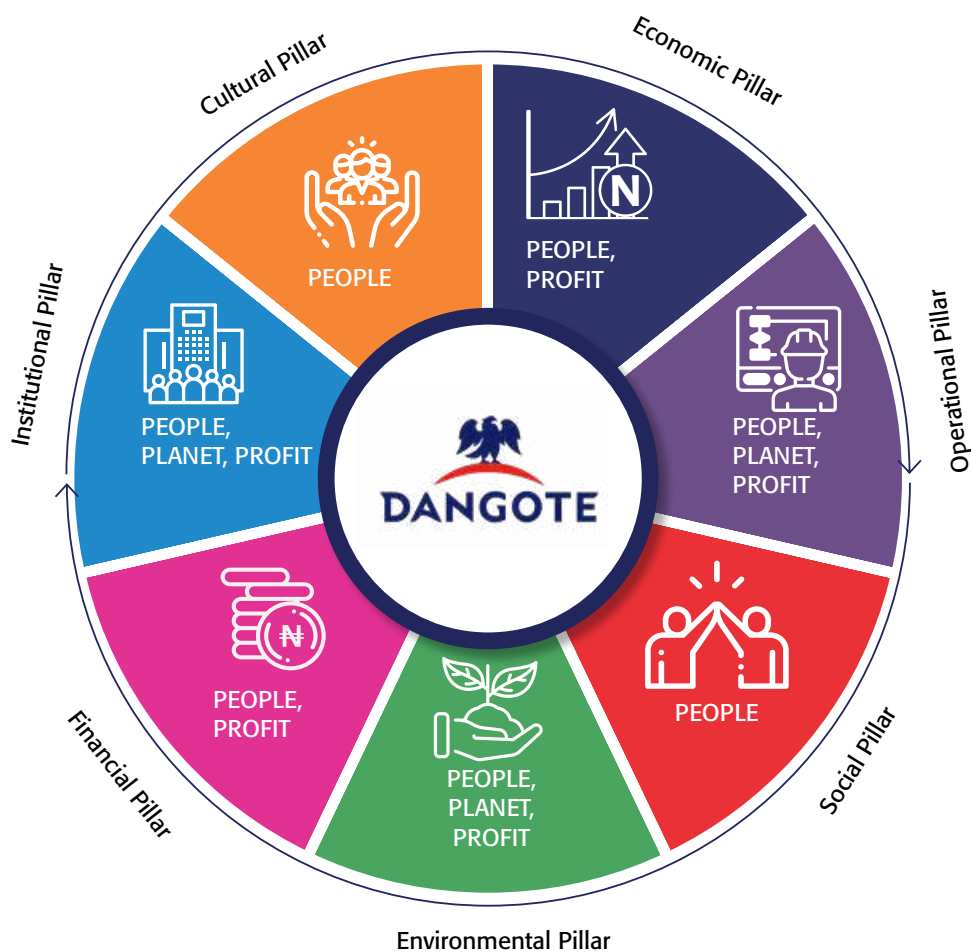 Cultural Pillar
Economic Pillar
Operational Pillar
Social Pillar
Environmental Pillar
Financial Pillar
Institutional Pillar
PEOPLE
N
PEOPLE,
PROFIT
PEOPLE,
PLANET,
PROFIT
PEOPLE
PEOPLE,
PLANET,
PROFIT
₦
PEOPLE,
PROFIT
PEOPLE,
PLANET, PROFIT
DANGOTE